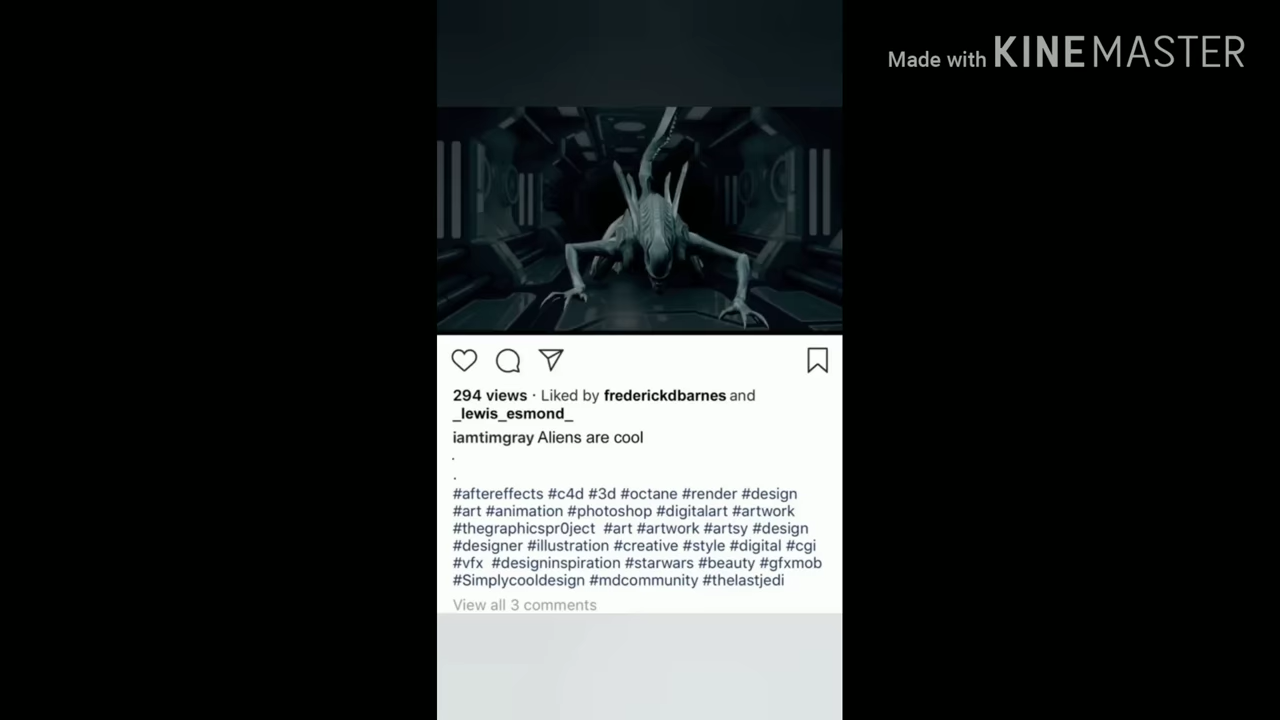 Made with KINEMASTER
294 views · Liked by frederickdbarnes and
_lewis_esmond_
iamtimgray Aliens are cool
.
.
#aftereffects #c4d #3d #octane #render #design
#art #animation #photoshop #digitalart #artwork
#thegraphicspr0ject #art #artwork #artsy #design
#designer #illustration #creative #style #digital #cgi
#vfx #designinspiration #starwars #beauty #gfxmob
#Simplycooldesign #mdcommunity #thelastjedi
View all 3 comments